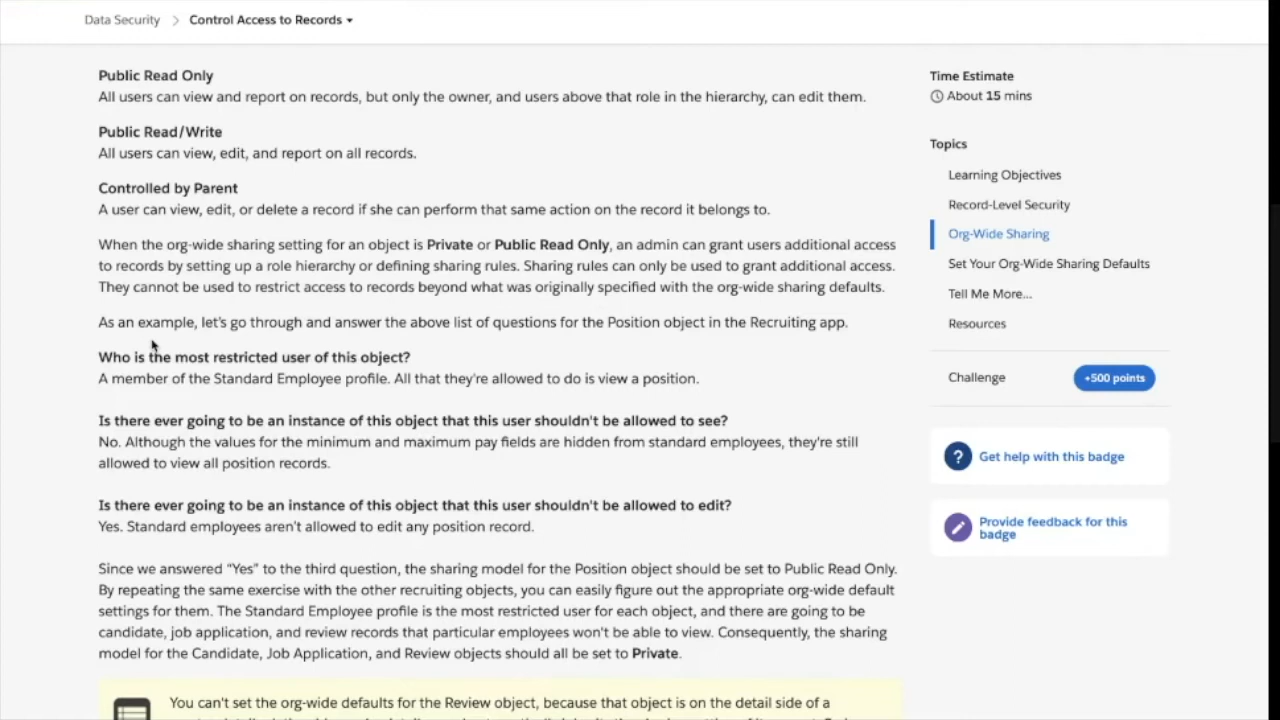 Data Security > Control Access to Records
Public Read Only
All users can view and report on records, but only the owner, and users above that role in the hierarchy, can edit them.
Public Read/Write
All users can view, edit, and report on all records.
Controlled by Parent
A user can view, edit, or delete a record if she can perform that same action on the record it belongs to.
When the org-wide sharing setting for an object is Private or Public Read Only, an admin can grant users additional access
to records by setting up a role hierarchy or defining sharing rules. Sharing rules can only be used to grant additional access.
They cannot be used to restrict access to records beyond what was originally specified with the org-wide sharing defaults.
As an example, let's go through and answer the above list of questions for the Position object in the Recruiting app.
Who is the most restricted user of this object?
A member of the Standard Employee profile. All that they're allowed to do is view a position.
Is there ever going to be an instance of this object that this user shouldn't be allowed to see?
No. Although the values for the minimum and maximum pay fields are hidden from standard employees, they're still
allowed to view all position records.
Is there ever going to be an instance of this object that this user shouldn't be allowed to edit?
Yes. Standard employees aren't allowed to edit any position record.
Since we answered “Yes” to the third question, the sharing model for the Position object should be set to Public Read Only.
By repeating the same exercise with the other recruiting objects, you can easily figure out the appropriate org-wide default
settings for them. The Standard Employee profile is the most restricted user for each object, and there are going to be
candidate, job application, and review records that particular employees won't be able to view. Consequently, the sharing
model for the Candidate, Job Application, and Review objects should all be set to Private.
You can't set the org-wide defaults for the Review object, because that object is on the detail side of a
Time Estimate
About 15 mins
Topics
Learning Objectives
Record-Level Security
Org-Wide Sharing
Set Your Org-Wide Sharing Defaults
Tell Me More...
Resources
Challenge
+500 points
? Get help with this badge
Provide feedback for this
badge